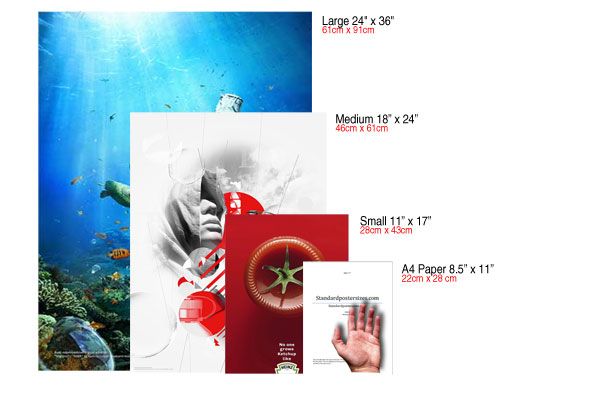 Large 24" x 36"
61cm x 91cm
Medium 18” x 24”
46cm x 61cm
Small 11” x 17”
28cm x 43cm
A4 Paper 8.5” x 11”
22cm x 28 cm
Standardpostersizes.com
No one
grows
Ketchup
like
HEINZ